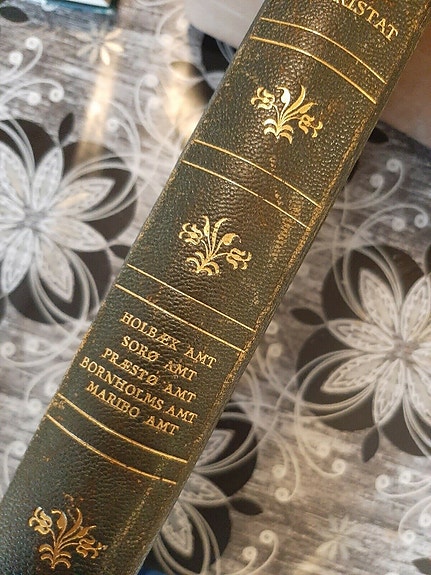 HOLBÆK AMT
SORØ AMT
PRÆSTØ AMT
BORNHOLMS AMT
MARIBO AMT